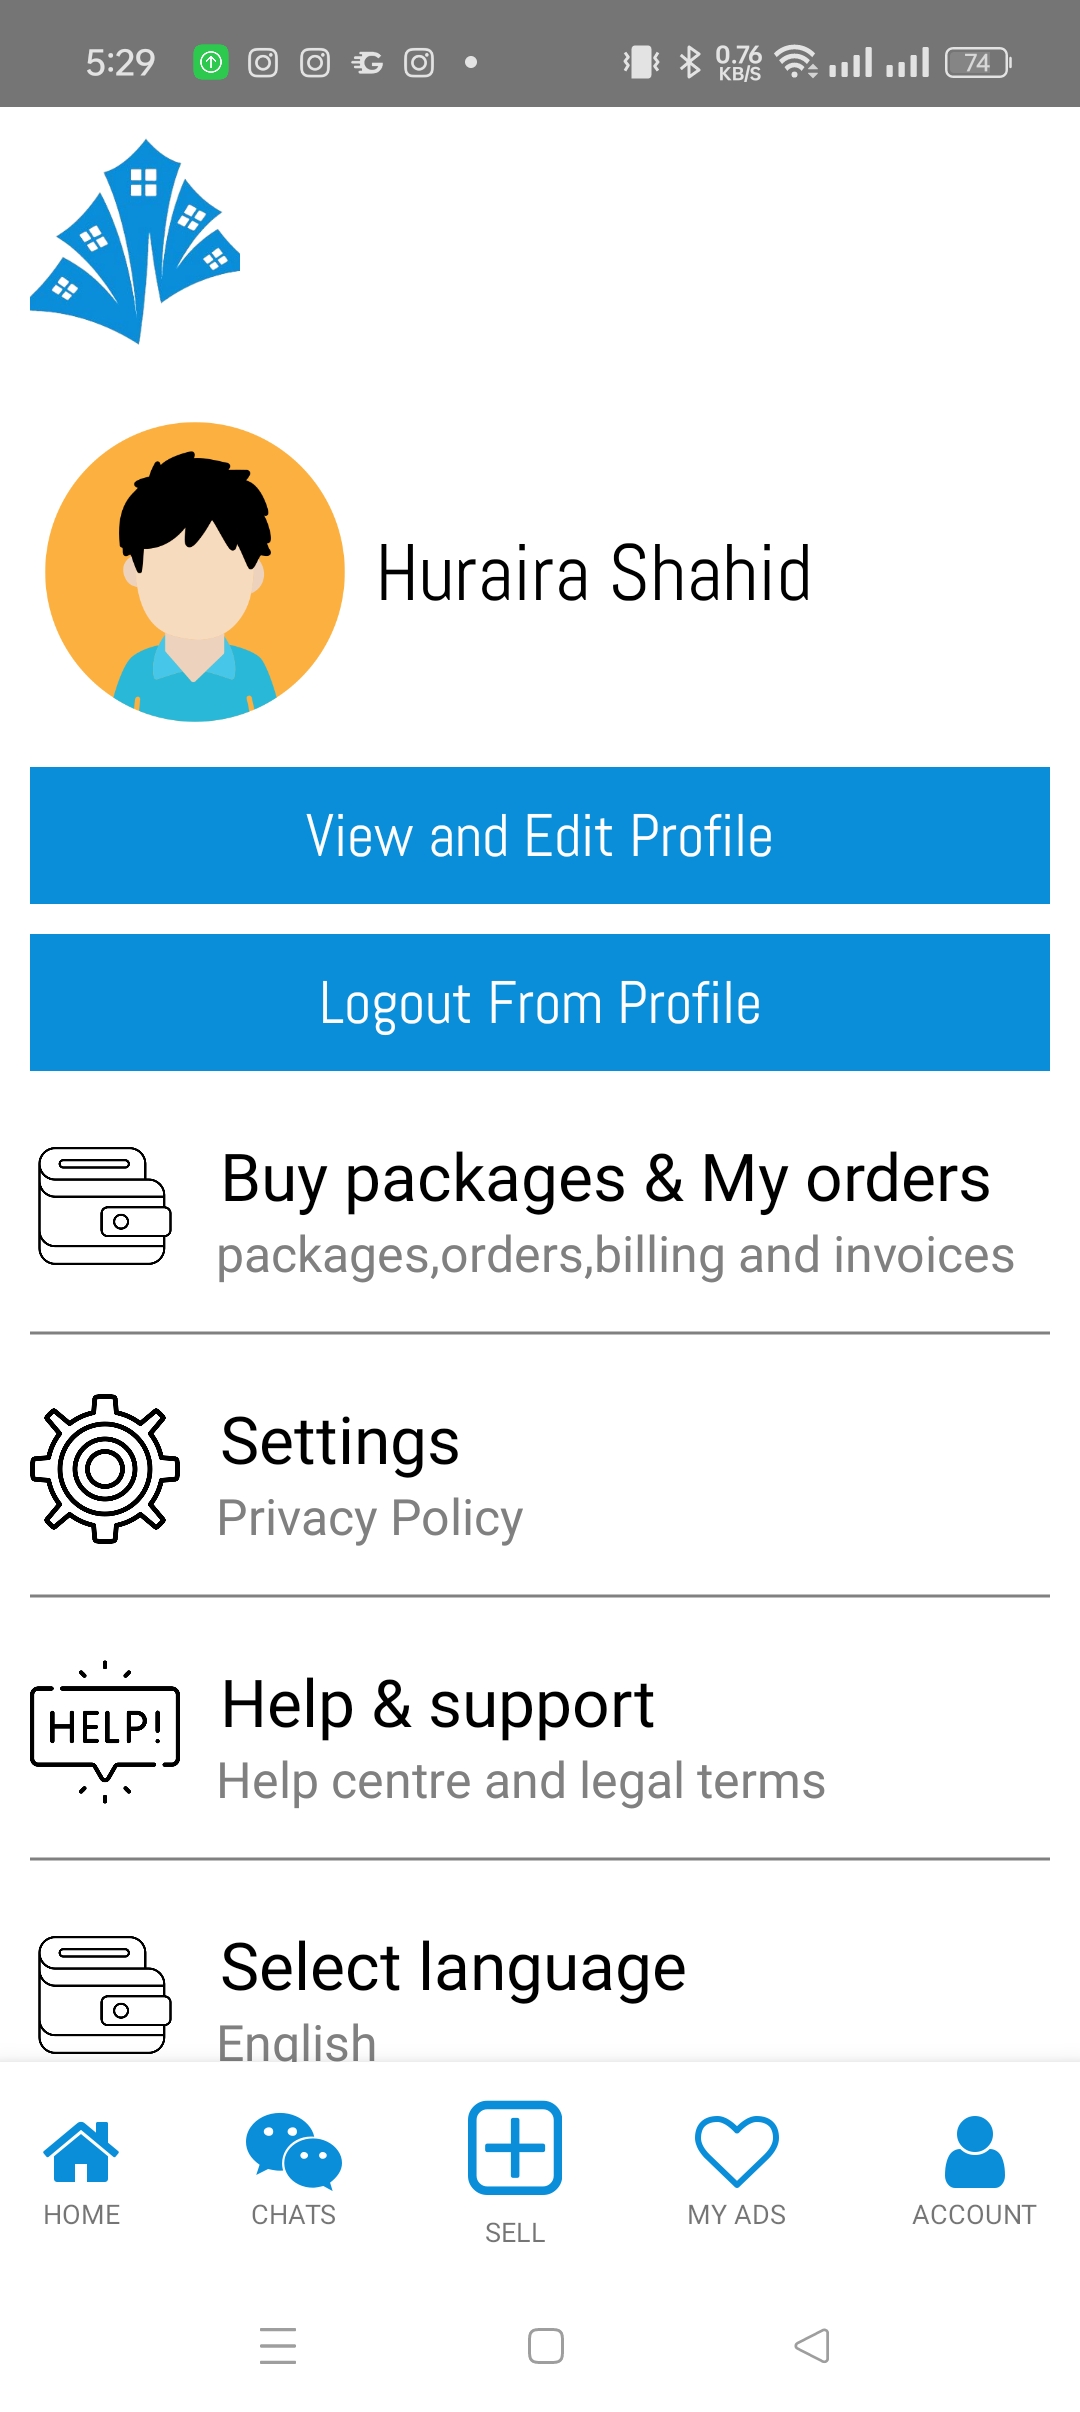 5:29
0.76
KB/S
74
Huraira Shahid
View and Edit Profile
Logout From Profile
Buy packages & My orders
packages,orders,billing and invoices
Settings
Privacy Policy
HELP!
Help & support
Help centre and legal terms
Select language
English
HOME
CHATS
SELL
MY ADS
ACCOUNT